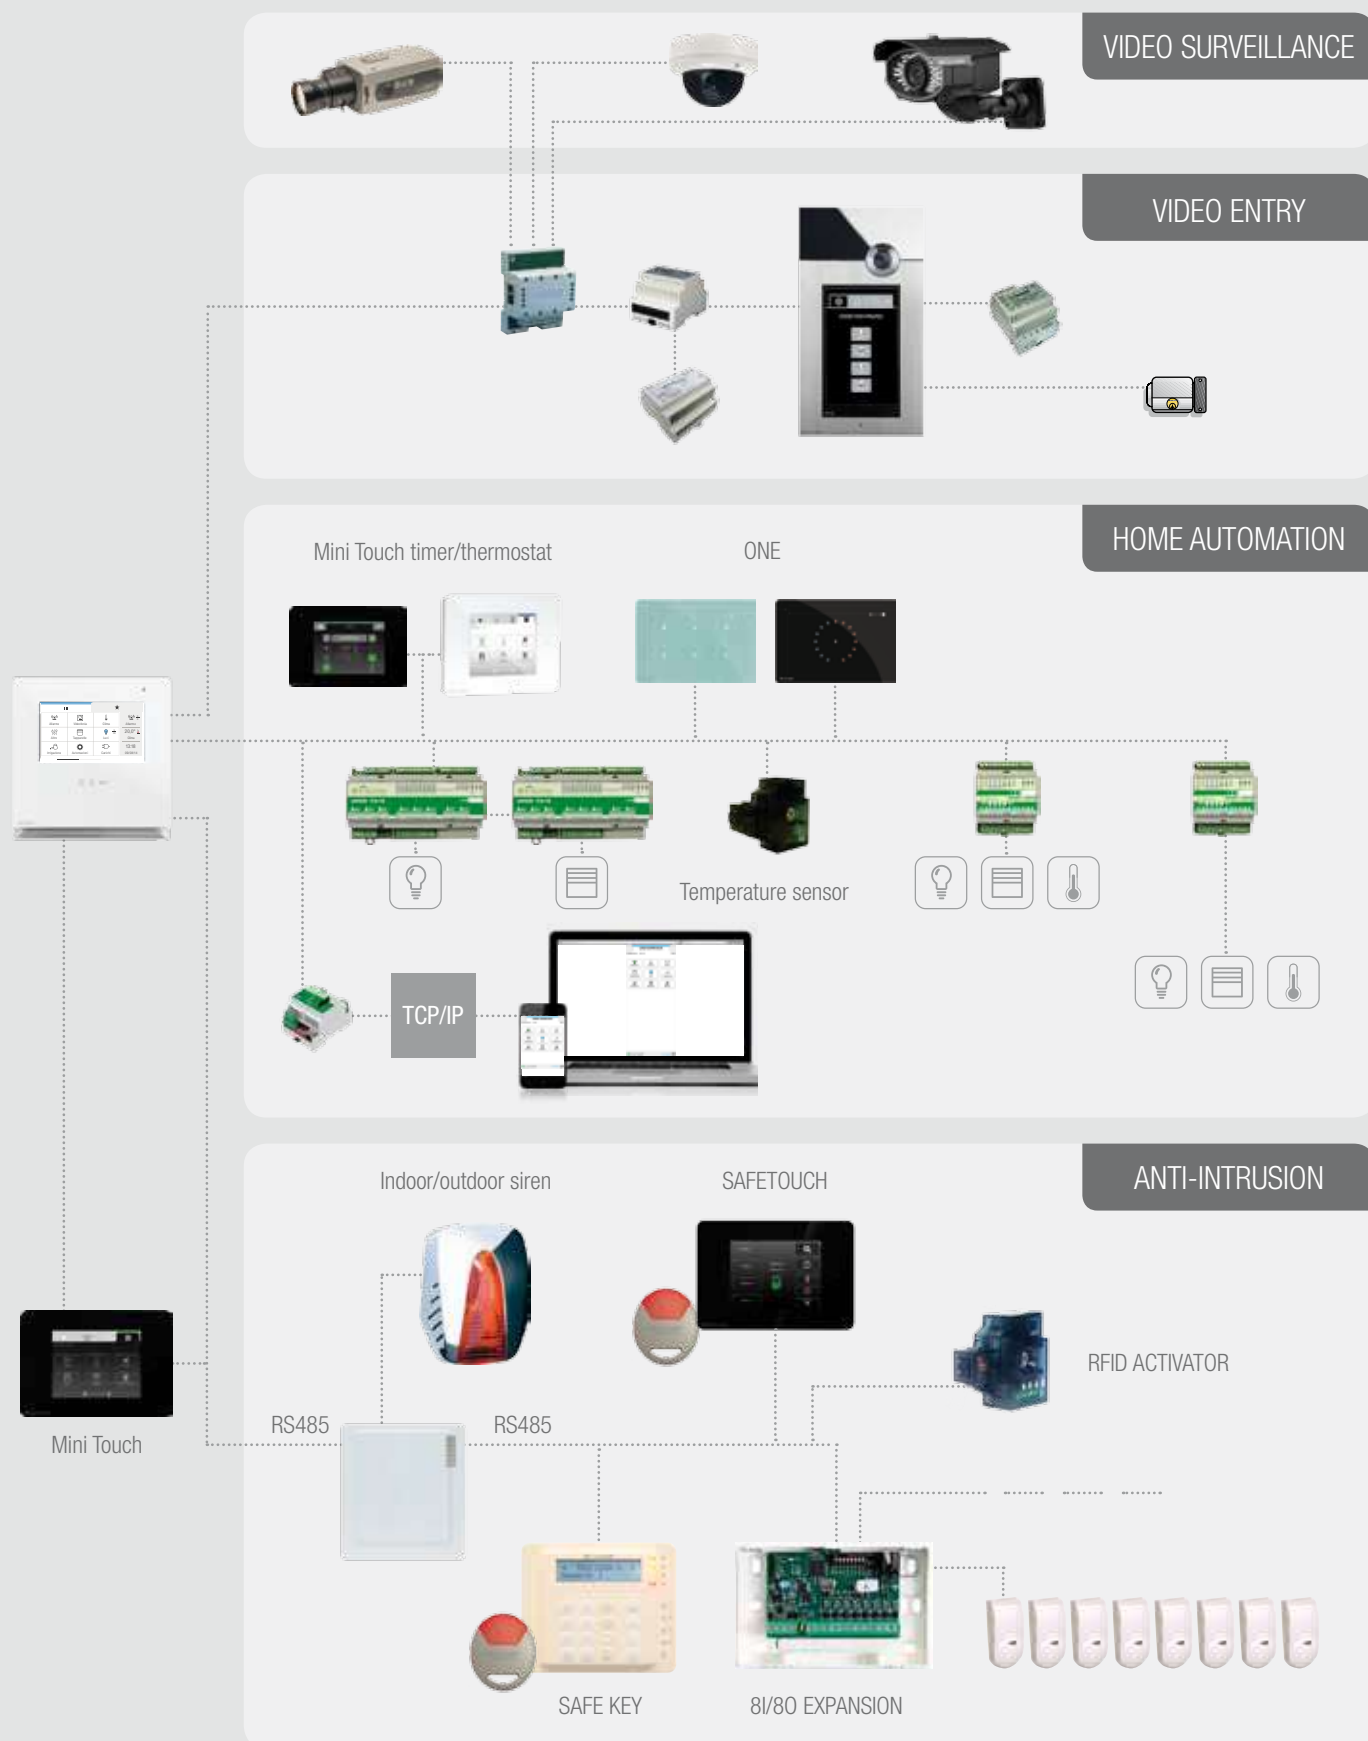 VIDEO SURVEILLANCE
VIDEO ENTRY
HOME AUTOMATION
Mini Touch timer/thermostat
ONE
Temperature sensor
TCP/IP
ANTI-INTRUSION
Indoor/outdoor siren
SAFETOUCH
RFID ACTIVATOR
RS485
RS485
Mini Touch
SAFE KEY
8I/8O EXPANSION